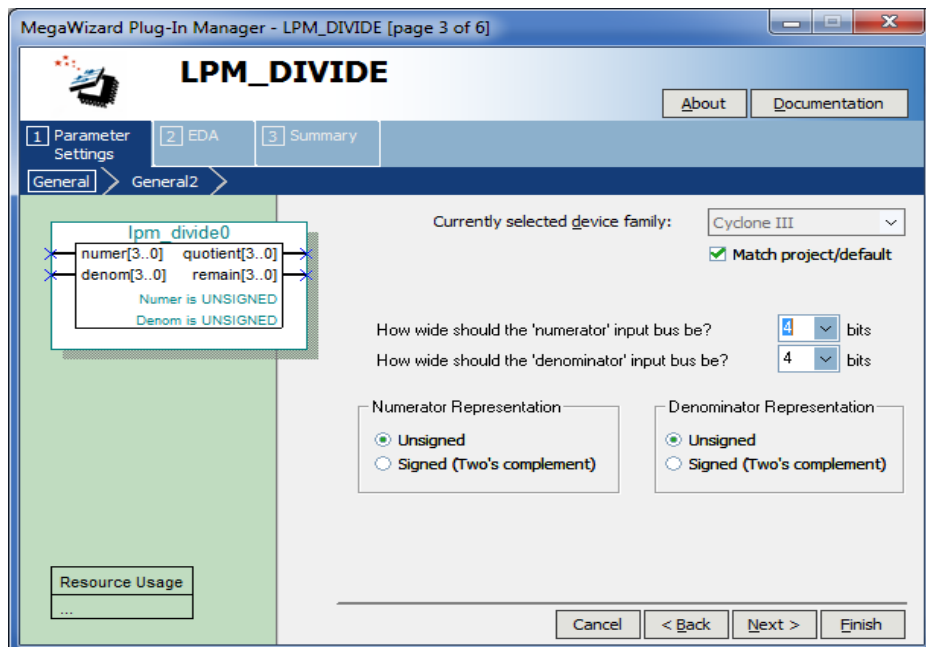 MegaWizard Plug-In Manager - LPM_DIVIDE [page 3 of 6]
LPM_DIVIDE
About
Documentation
1 Parameter Settings
2 EDA
3 Summary
General
General2
lpm_divide0
numer[3..0] quotient[3..0]
denom[3..0] remain[3..0]
Numer is UNSIGNED
Denom is UNSIGNED
Resource Usage
...
Currently selected device family:
Cyclone III
Match project/default
How wide should the 'numerator' input bus be? 4 bits
How wide should the 'denominator' input bus be? 4 bits
Numerator Representation
Unsigned
Signed (Two's complement)
Denominator Representation
Unsigned
Signed (Two's complement)
Cancel
< Back
Next >
Finish